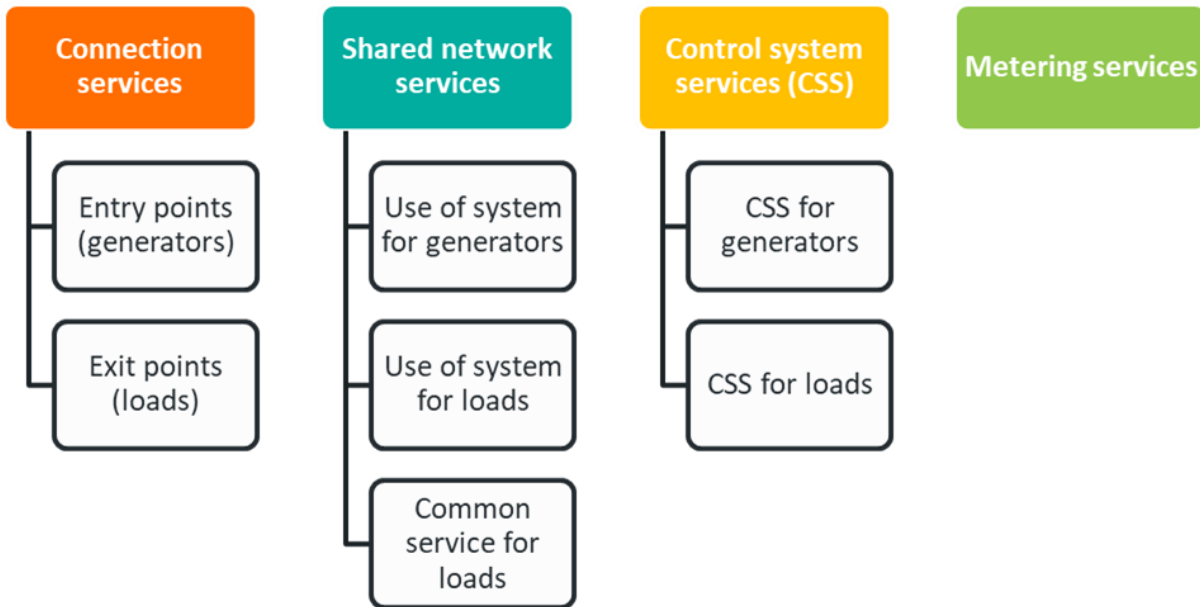 Connection
services
Entry points
(generators)
Exit points
(loads)
Shared network
services
Use of system
for generators
Use of system
for loads
Common
service for
loads
Control system
services (CSS)
CSS for
generators
CSS for loads
Metering services